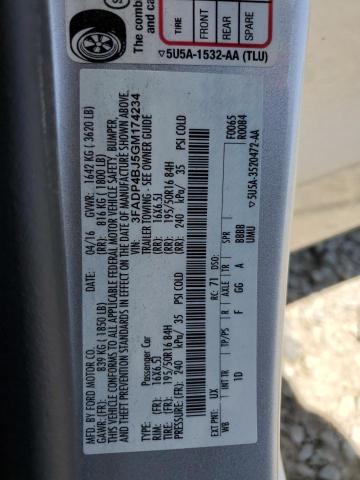 TIRE FRONT REAR SPARE
5U5A-1532-AA (TLU)
MFD. BY FORD MOTOR CO.
04/16 GVWR: 1642 KG ( 3620 LB)
GAWR: (FR): 839 KG (1850 LB) (RR): 816 KG (1800 LB)
THIS VEHICLE CONFORMS TO ALL APPLICABLE FEDERAL MOTOR VEHICLE SAFETY, BUMPER,
AND THEFT PREVENTION STANDARDS IN EFFECT ON THE DATE OF MANUFACTURE SHOWN ABOVE.
VIN: 3FADP4BJ5GM174234
TYPE: Passenger Car TRAILER TOWING - SEE OWNER GUIDE
RIM: (FR): 16X6.5J (RR): 16X6.5J
TIRE: (FR): 195/50R16 84H (RR): 195/50R16 84H
PRESSURE: (FR): 240 kPa/ 35 PSI COLD (RR): 240 kPa/ 35 PSI COLD
F0065
R0084
EXT PNT: UX RC: 71 DSO:
WB INT TR TP/PS R AXLE TR SPR
1D F GG A BBBB
UMU
5U5A-3520472-AA